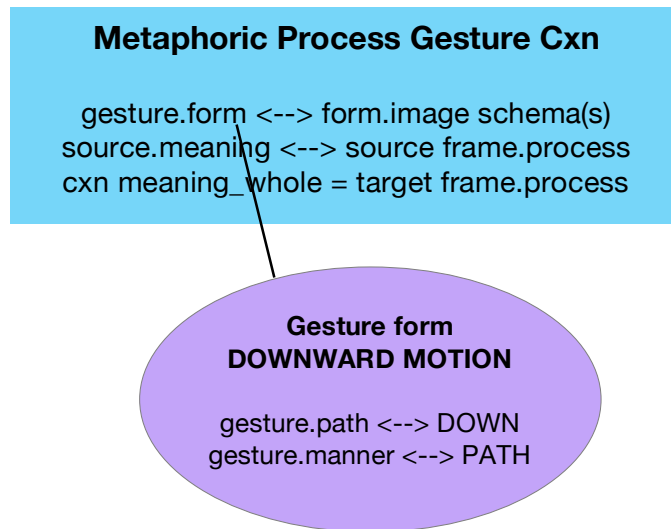 Metaphoric Process Gesture Cxn
gesture.form <--> form.image schema(s)
source.meaning <--> source frame.process
cxn meaning_whole = target frame.process
Gesture form
DOWNWARD MOTION
gesture.path <--> DOWN
gesture.manner <--> PATH